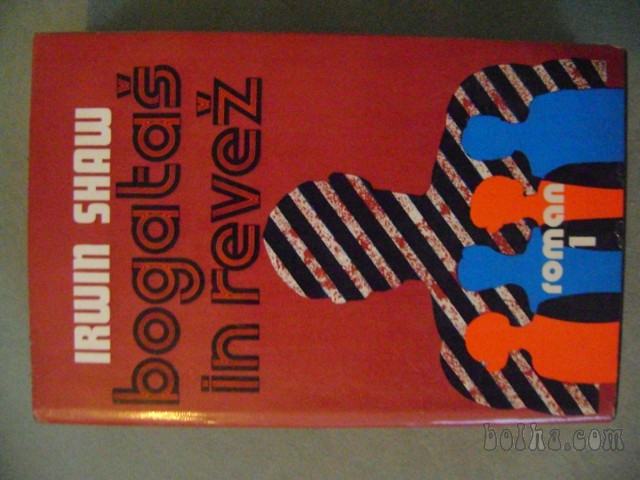 IRWIN SHAW
bogataš
in revež
roman
1
bolha.com